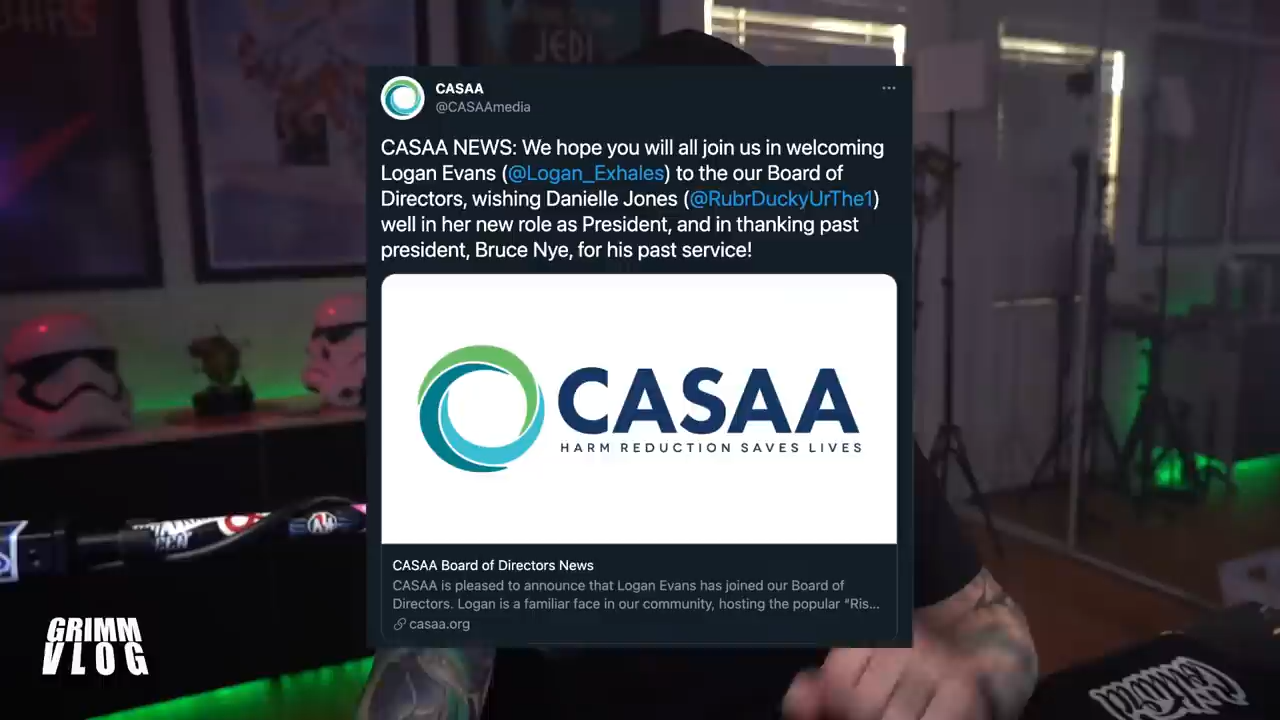 JEDI
CASAA
@CASAAmedia
CASAA NEWS: We hope you will all join us in welcoming
Logan Evans (@Logan_Exhales) to the our Board of
Directors, wishing Danielle Jones (@RubrDuckyUrThe1)
well in her new role as President, and in thanking past
president, Bruce Nye, for his past service!
CASAA
HARM REDUCTION SAVES LIVES
CASAA Board of Directors News
CASAA is pleased to announce that Logan Evans has joined our Board of
Directors. Logan is a familiar face in our community, hosting the popular “Ris...
casaa.org
GRIMM
VLOG